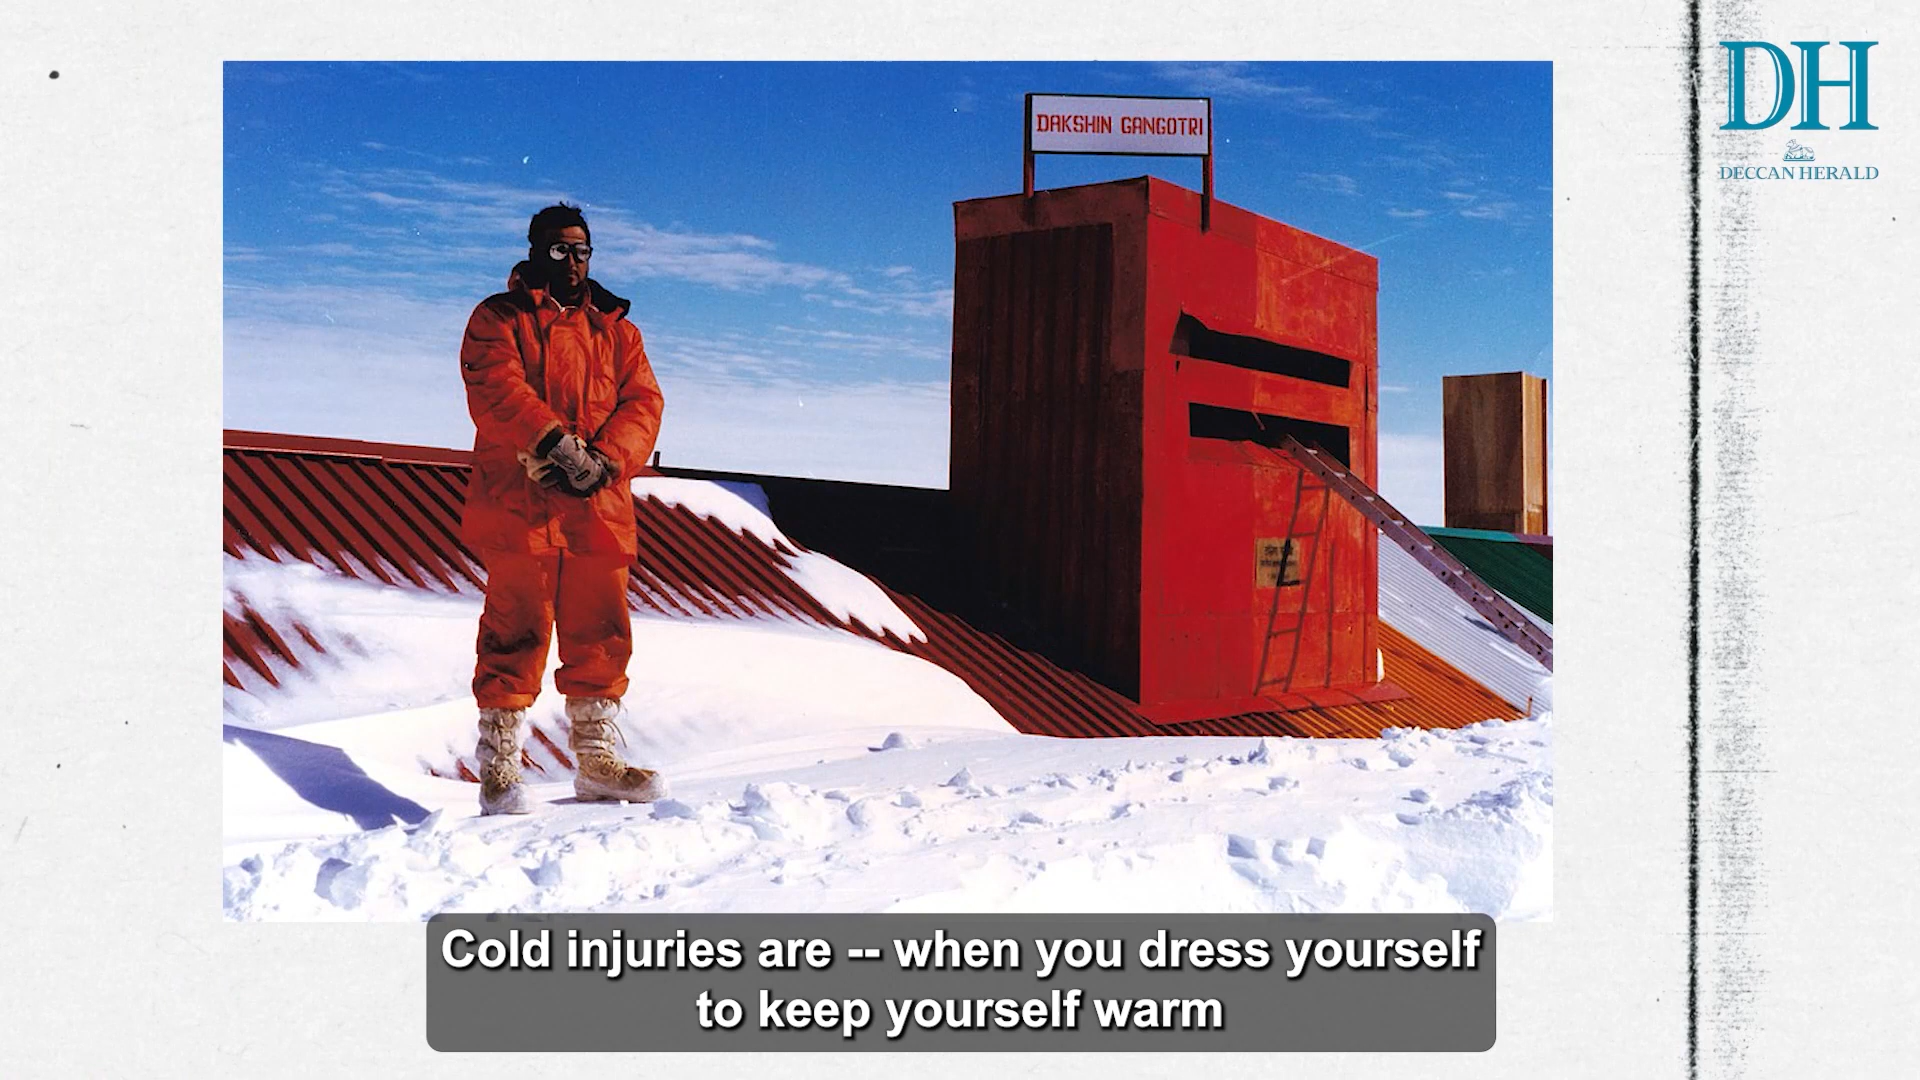 DH
DECCAN HERALD
DAKSHIN GANGOTRI
Cold injuries are -- when you dress yourself
to keep yourself warm